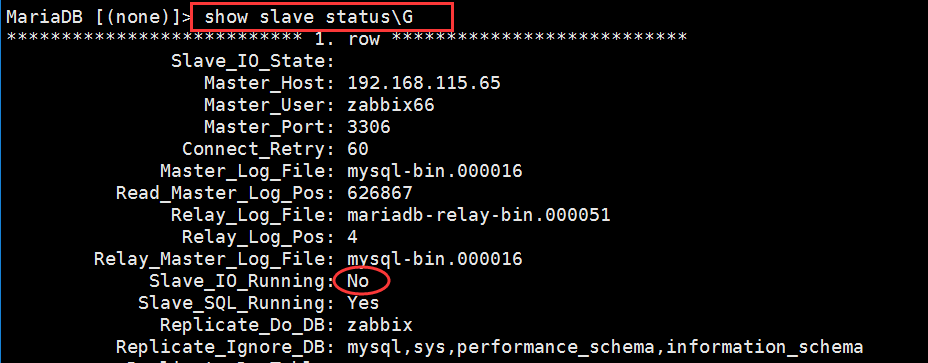 MariaDB [(none)]> show slave status\G
*************************** 1. row ***************************
Slave_IO_State:
Master_Host: 192.168.115.65
Master_User: zabbix66
Master_Port: 3306
Connect_Retry: 60
Master_Log_File: mysql-bin.000016
Read_Master_Log_Pos: 626867
Relay_Log_File: mariadb-relay-bin.000051
Relay_Log_Pos: 4
Relay_Master_Log_File: mysql-bin.000016
Slave_IO_Running: No
Slave_SQL_Running: Yes
Replicate_Do_DB: zabbix
Replicate_Ignore_DB: mysql,sys,performance_schema,information_schema